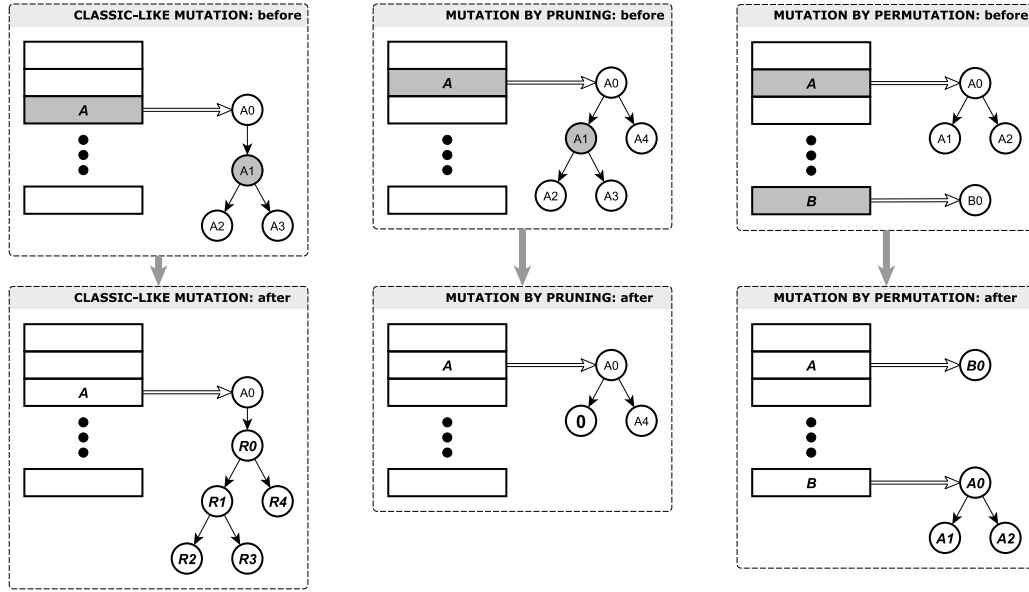 CLASSIC-LIKE MUTATION: before
A
A0
A1
A2
A3
MUTATION BY PRUNING: before
A
A0
A1
A4
A2
A3
MUTATION BY PERMUTATION: before
A
A0
A1
A2
B
B0
CLASSIC-LIKE MUTATION: after
A
A0
R0
R1
R4
R2
R3
MUTATION BY PRUNING: after
A
A0
0
A4
MUTATION BY PERMUTATION: after
A
B0
B
A0
A1
A2